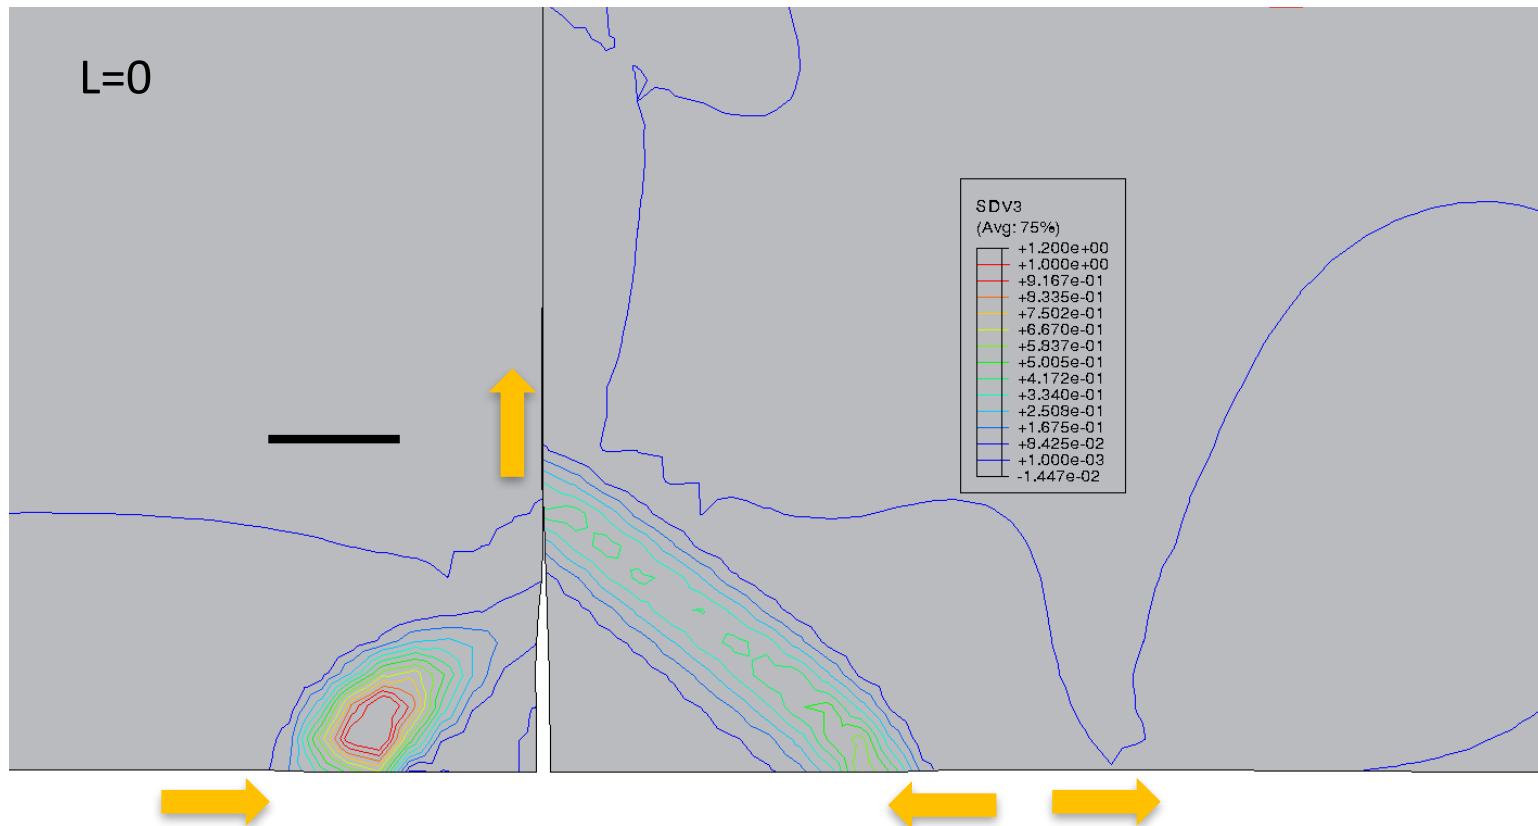 L=0
SDV3
(Avg: 75%)
+1.200e+00
+1.000e+00
+9.167e-01
+8.335e-01
+7.502e-01
+6.670e-01
+5.837e-01
+5.005e-01
+4.172e-01
+3.340e-01
+2.508e-01
+1.675e-01
+8.425e-02
+1.000e-03
-1.447e-02